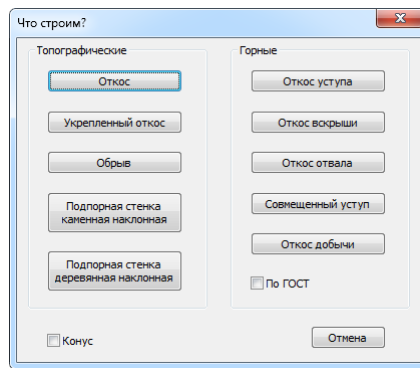 Что строим?
Топографические
Откос
Укрепленный откос
Обрыв
Подпорная стенка
каменная наклонная
Подпорная стенка
деревянная наклонная
Горные
Откос уступа
Откос вскрыши
Откос отвала
Совмещенный уступ
Откос добычи
По ГОСТ
Конус
Отмена